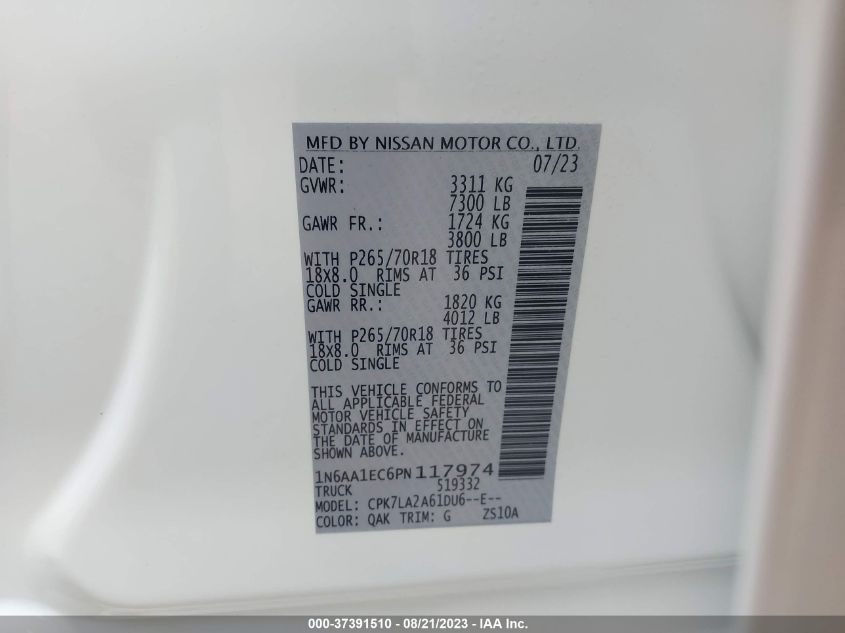 MFD BY NISSAN MOTOR CO., LTD.
DATE: 07/23
GVWR: 3311 KG
7300 LB
GAWR FR.: 1724 KG
3800 LB
WITH P265/70R18 TIRES
18X8.0 RIMS AT 36 PSI
COLD SINGLE
GAWR RR.: 1820 KG
4012 LB
WITH P265/70R18 TIRES
18X8.0 RIMS AT 36 PSI
COLD SINGLE
THIS VEHICLE CONFORMS TO
ALL APPLICABLE FEDERAL
MOTOR VEHICLE SAFETY
STANDARDS IN EFFECT ON
THE DATE OF MANUFACTURE
SHOWN ABOVE.
1N6AA1EC6PN117974
TRUCK 519332
MODEL: CPK7LA2A61DU6--E--
COLOR: QAK TRIM: G ZS10A
000-37391510 - 08/21/2023 - IAA Inc.